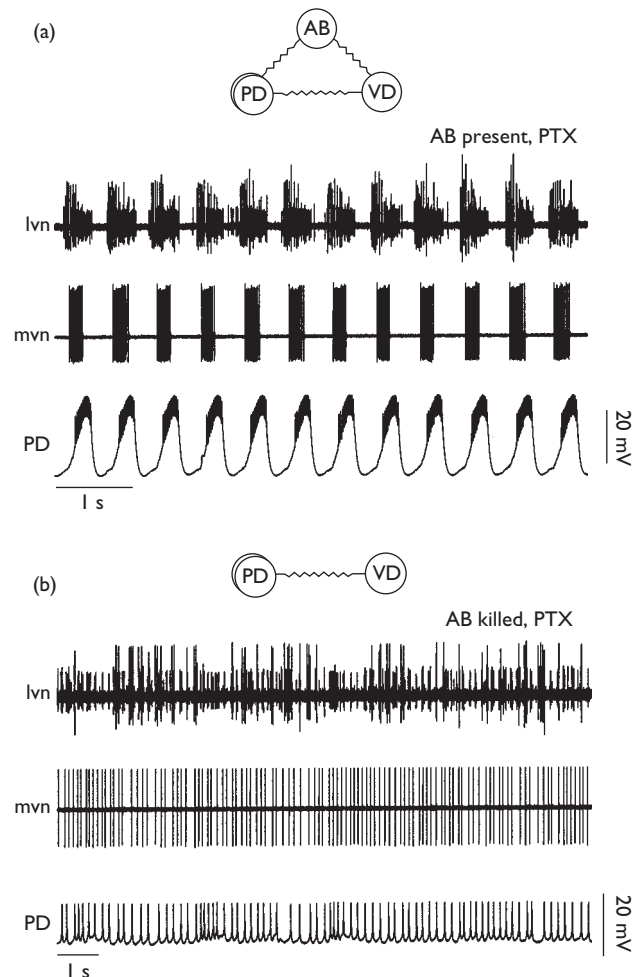 (a)
AB
PD
VD
AB present, PTX
lvn
mvn
PD
20 mV
1 s
(b)
PD
VD
AB killed, PTX
lvn
mvn
PD
20 mV
1 s